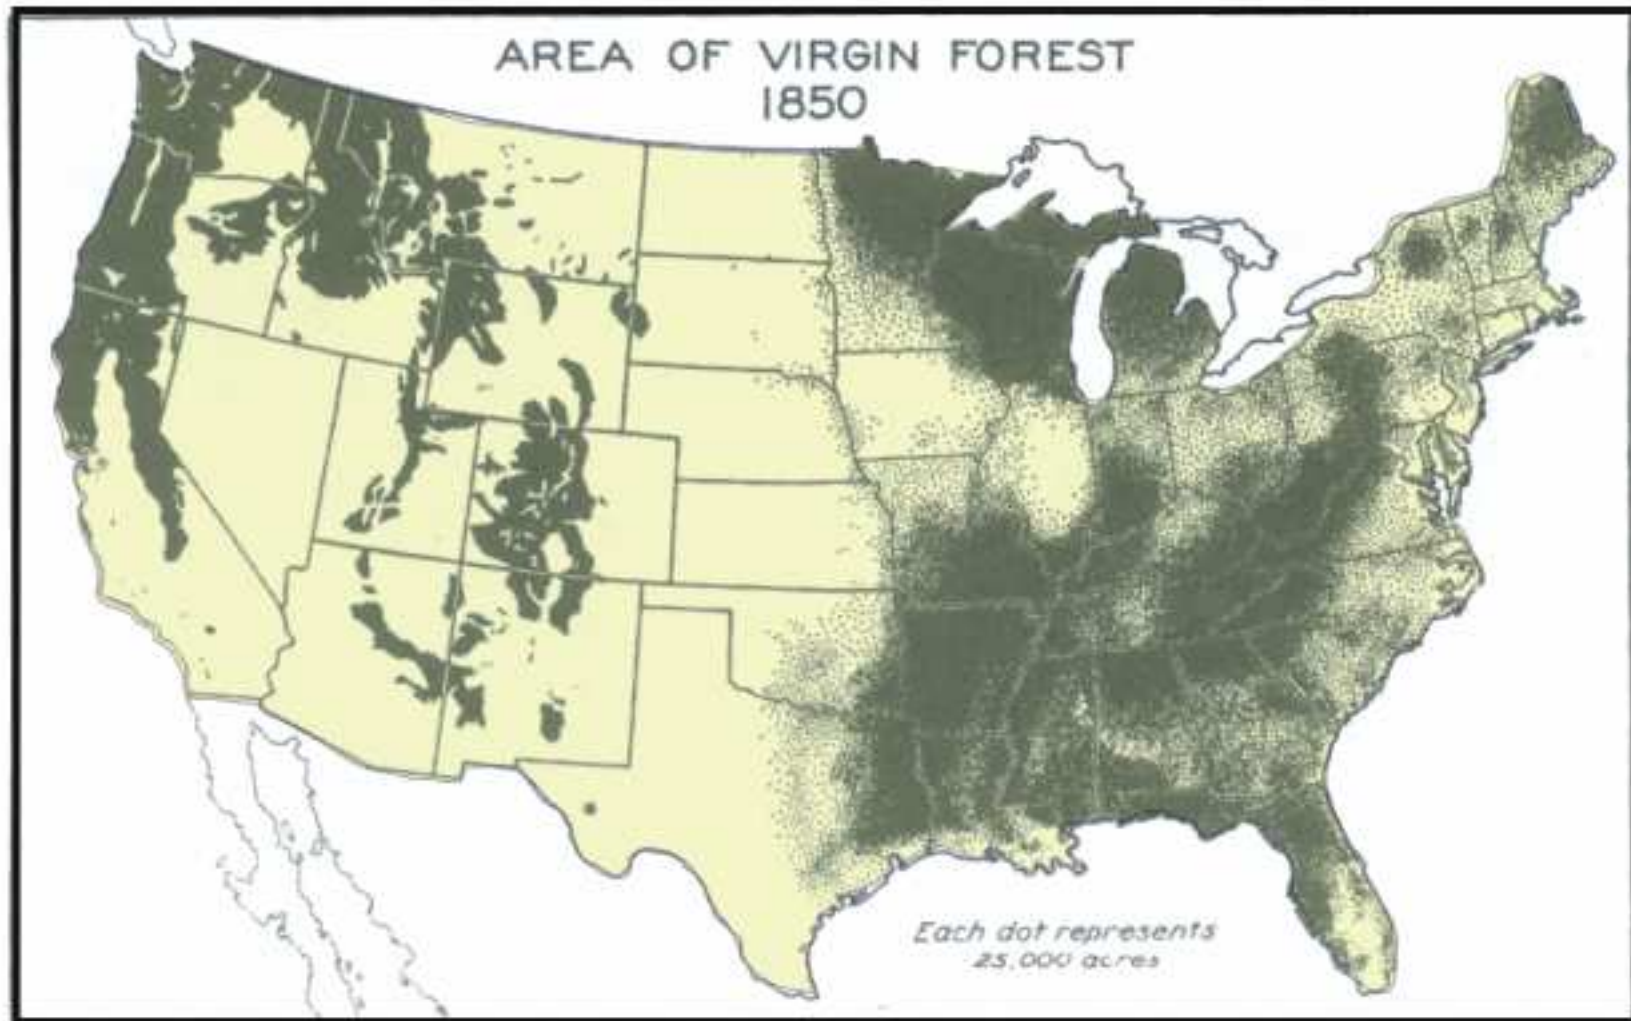 AREA OF VIRGIN FOREST
1850
Each dot represents
25,000 acres